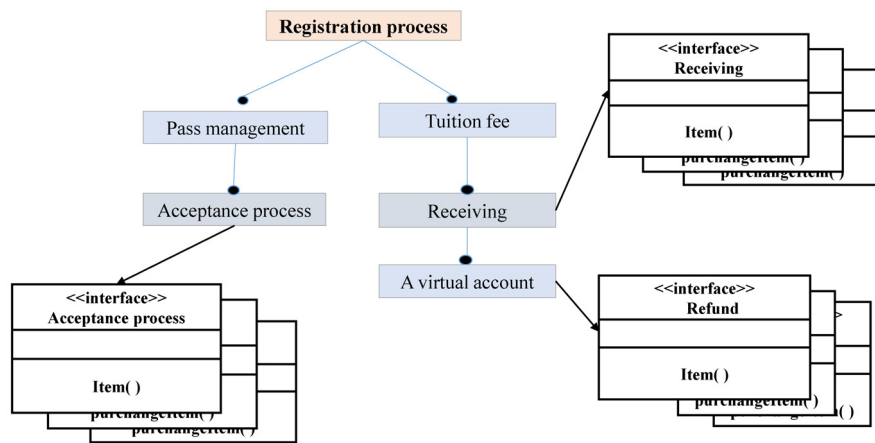 Registration process
Pass management
Tuition fee
Acceptance process
Receiving
A virtual account
<<interface>>
Receiving
Item( )
purchangeItem( )
purchangeItem( )
<<interface>>
Acceptance process
Item( )
purchangeItem( )
purchangeItem( )
<<interface>>
Refund
Item( )
purchangeItem( )